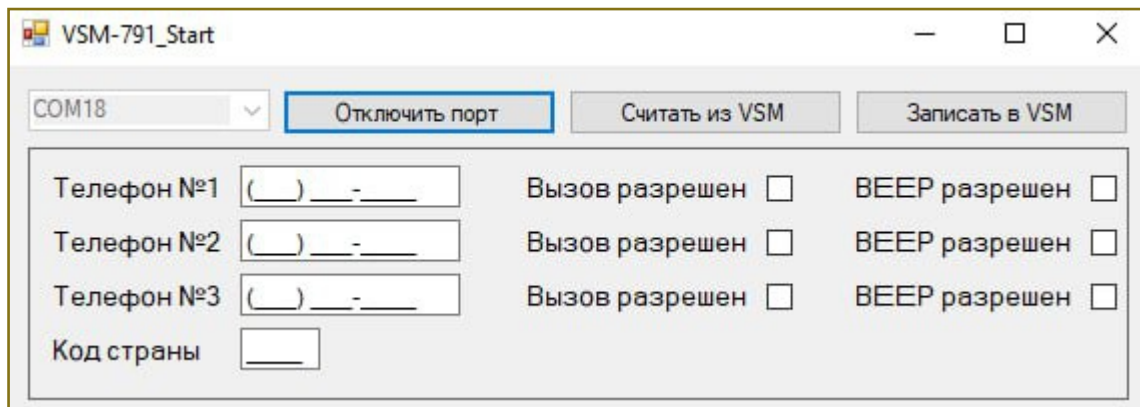 VSM-791_Start
COM18 Отключить порт Считать из VSM Записать в VSM
Телефон №1 (___) ___-____ Вызов разрешен BEEP разрешен
Телефон №2 (___) ___-____ Вызов разрешен BEEP разрешен
Телефон №3 (___) ___-____ Вызов разрешен BEEP разрешен
Код страны ____